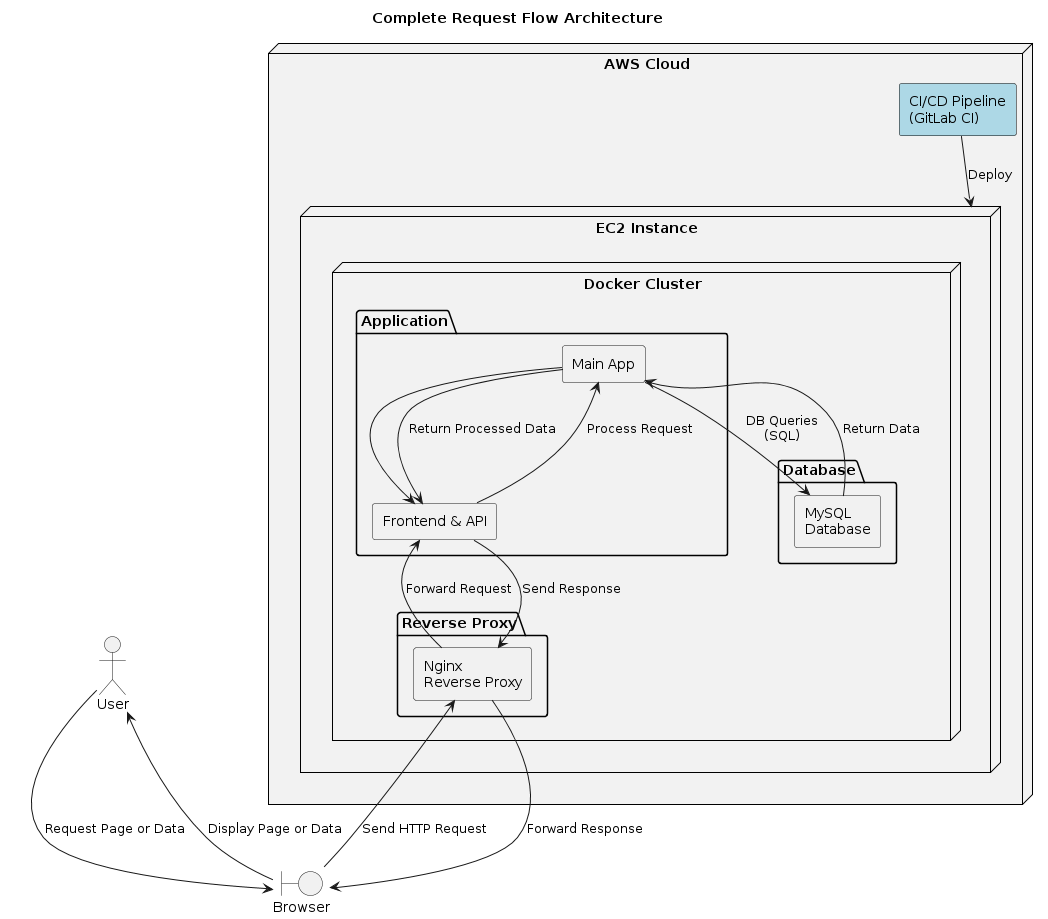 Complete Request Flow Architecture
AWS Cloud
CI/CD Pipeline
(GitLab CI)
Deploy
EC2 Instance
Docker Cluster
Application
Main App
Return Processed Data
Process Request
DB Queries
(SQL)
Return Data
Database
MySQL
Database
Frontend & API
Forward Request
Send Response
Reverse Proxy
Nginx
Reverse Proxy
User
Request Page or Data
Display Page or Data
Send HTTP Request
Forward Response
Browser